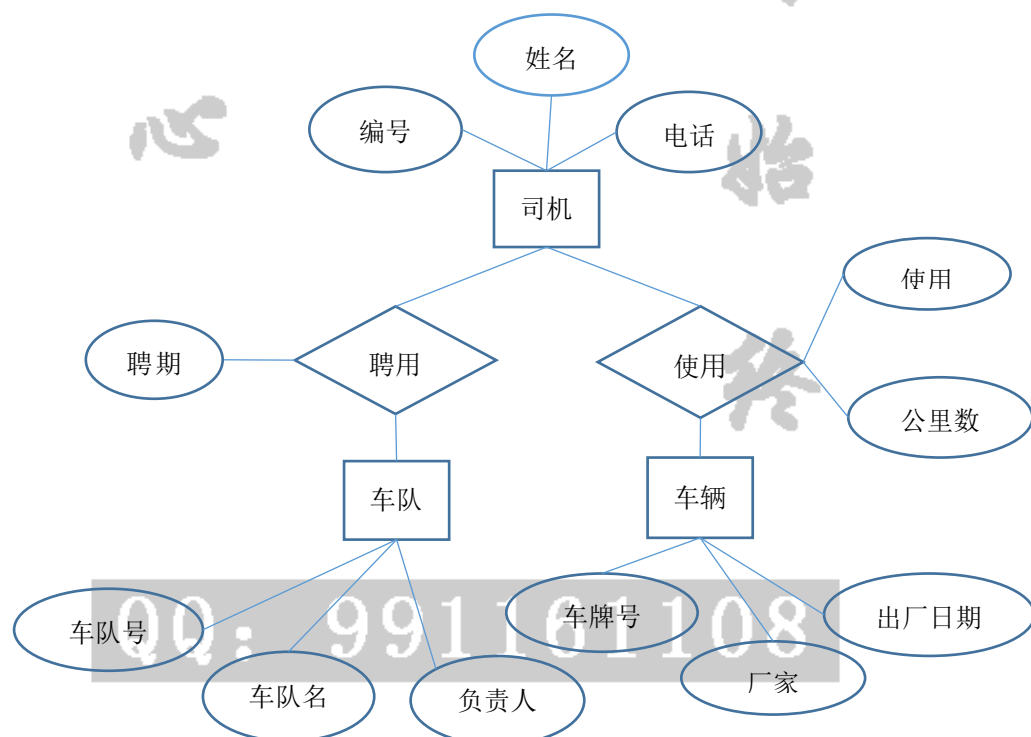 姓名
编号
电话
心
怡
司机
使用
聘期
聘用
使用
公里数
车队
车辆
车队号
车牌号
出厂日期
QQ: 991161108
车队名
负责人
厂家